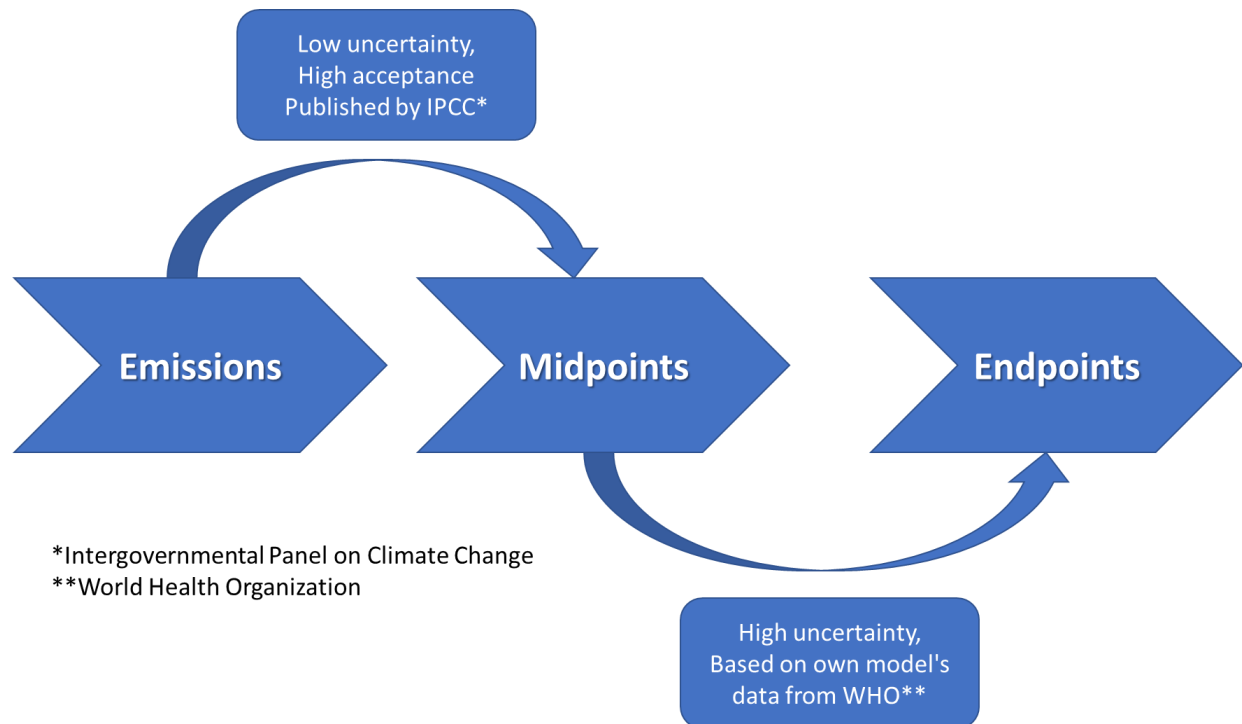 Low uncertainty,
High acceptance
Published by IPCC*
Emissions
Midpoints
Endpoints
*Intergovernmental Panel on Climate Change
**World Health Organization
High uncertainty,
Based on own model's
data from WHO**